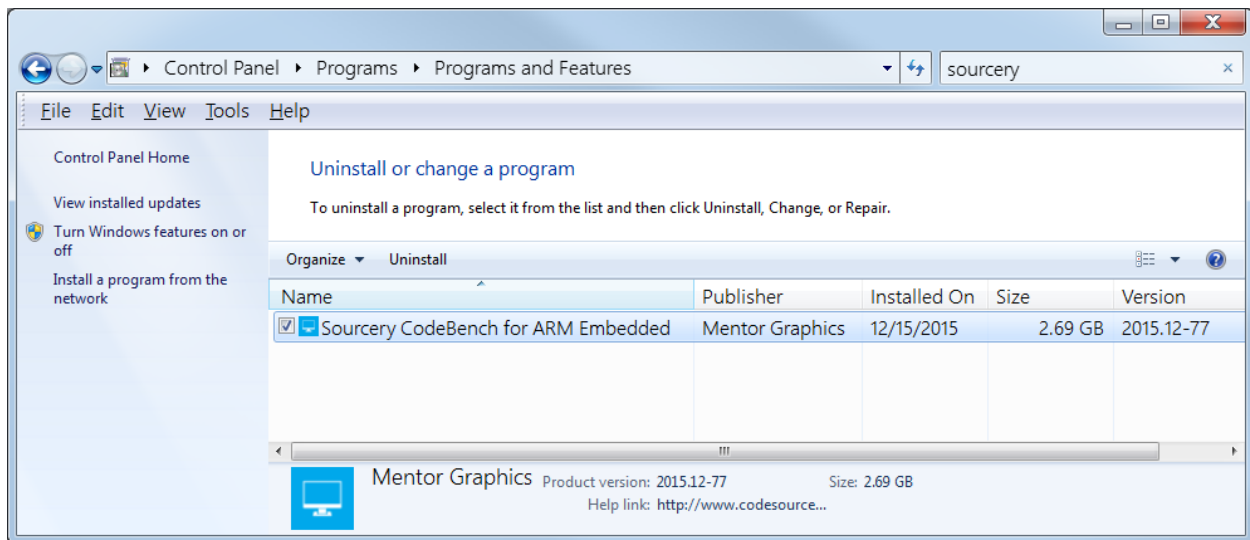 Control Panel Programs Programs and Features sourcery
File Edit View Tools Help
Control Panel Home
View installed updates
Turn Windows features on or
off
Install a program from the
network
Uninstall or change a program
To uninstall a program, select it from the list and then click Uninstall, Change, or Repair.
Organize Uninstall
Name Publisher Installed On Size Version
Sourcery CodeBench for ARM Embedded Mentor Graphics 12/15/2015 2.69 GB 2015.12-77
Mentor Graphics Product version: 2015.12-77 Size: 2.69 GB
Help link: http://www.codesource...